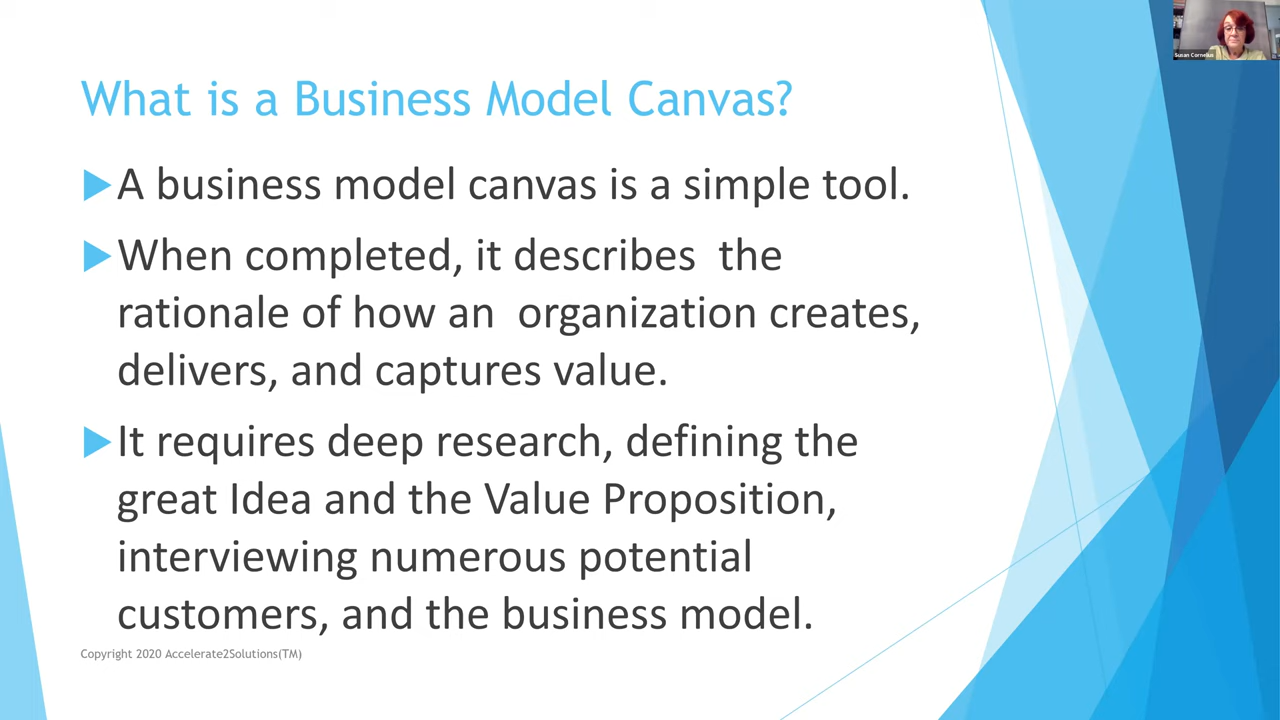 What is a Business Model Canvas?
A business model canvas is a simple tool.
When completed, it describes  the
rationale of how an  organization creates,
delivers, and captures value.
It requires deep research, defining the
great Idea and the Value Proposition,
interviewing numerous potential
customers, and the business model.
Copyright 2020 Accelerate2Solutions(TM)
Susan Cornelius